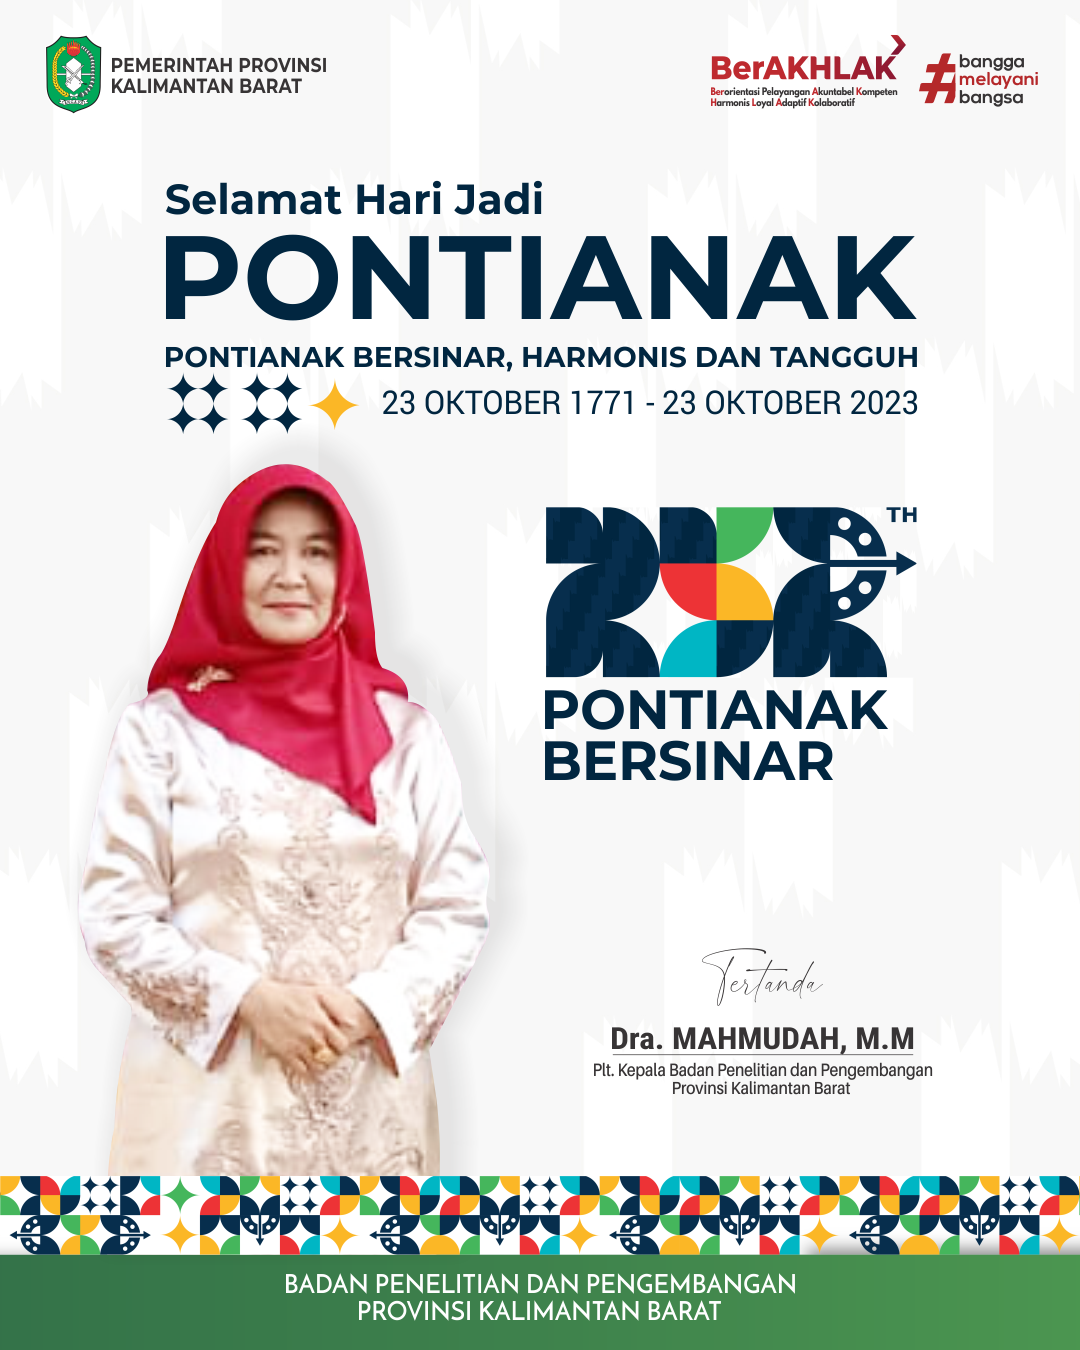 PEMERINTAH PROVINSI
KALIMANTAN BARAT
BerAKHLAK
Berorientasi Pelayangan Akuntabel Kompeten
Harmonis Loyal Adaptif Kolaboratif
#bangga
melayani
bangsa
Selamat Hari Jadi
PONTIANAK
PONTIANAK BERSINAR, HARMONIS DAN TANGGUH
23 OKTOBER 1771 - 23 OKTOBER 2023
252 TH
PONTIANAK
BERSINAR
Tertanda
Dra. MAHMUDAH, M.M
Plt. Kepala Badan Penelitian dan Pengembangan
Provinsi Kalimantan Barat
BADAN PENELITIAN DAN PENGEMBANGAN
PROVINSI KALIMANTAN BARAT